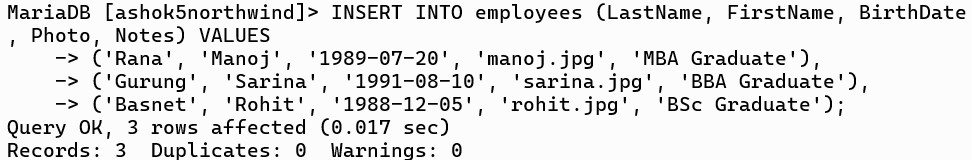 MariaDB [ashok5northwind]> INSERT INTO employees (LastName, FirstName, BirthDate
, Photo, Notes) VALUES
    -> ('Rana', 'Manoj', '1989-07-20', 'manoj.jpg', 'MBA Graduate'),
    -> ('Gurung', 'Sarina', '1991-08-10', 'sarina.jpg', 'BBA Graduate'),
    -> ('Basnet', 'Rohit', '1988-12-05', 'rohit.jpg', 'BSc Graduate');
Query OK, 3 rows affected (0.017 sec)
Records: 3  Duplicates: 0  Warnings: 0